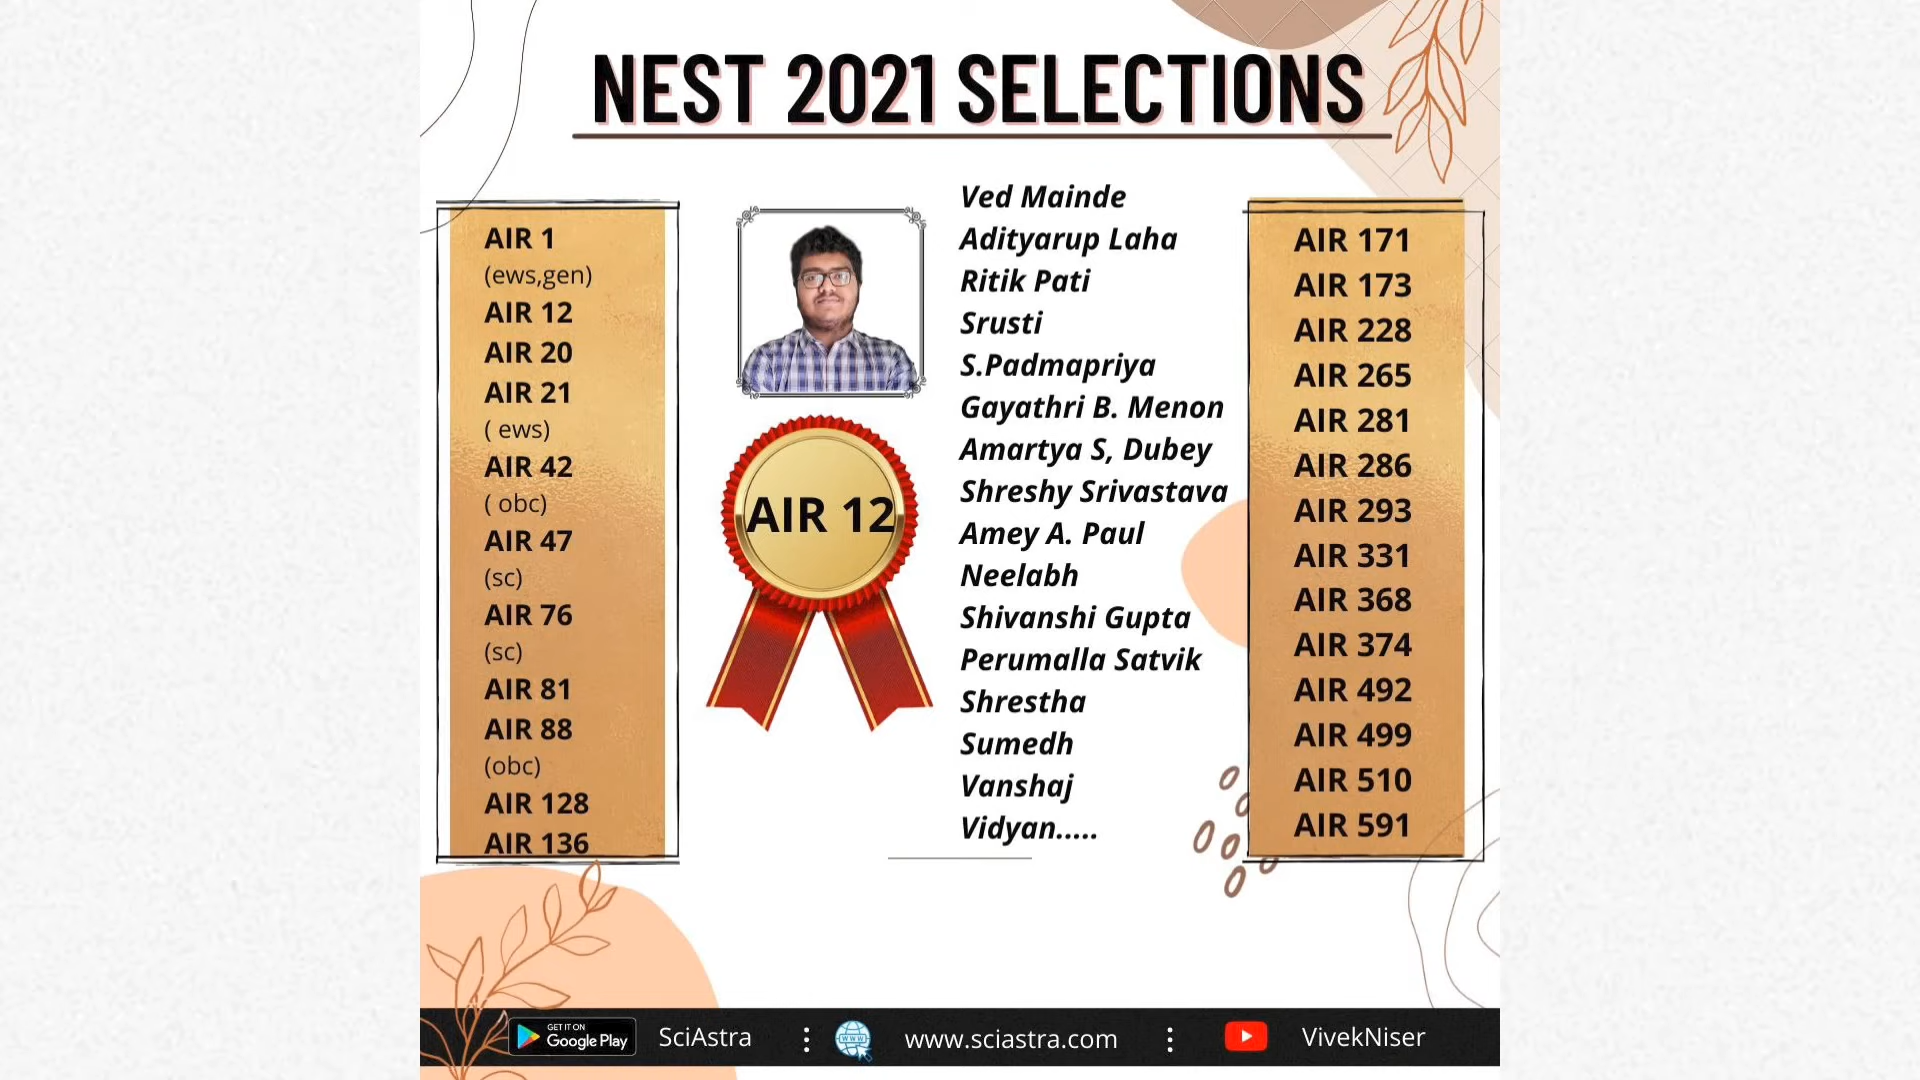 NEST 2021 SELECTIONS
AIR 1
(ews,gen)
AIR 12
AIR 20
AIR 21
( ews)
AIR 42
( obc)
AIR 47
(sc)
AIR 76
(sc)
AIR 81
AIR 88
(obc)
AIR 128
AIR 136
AIR 12
Ved Mainde
Adityarup Laha
Ritik Pati
Srusti
S.Padmapriya
Gayathri B. Menon
Amartya S, Dubey
Shreshy Srivastava
Amey A. Paul
Neelabh
Shivanshi Gupta
Perumalla Satvik
Shrestha
Sumedh
Vanshaj
Vidyan.....
AIR 171
AIR 173
AIR 228
AIR 265
AIR 281
AIR 286
AIR 293
AIR 331
AIR 368
AIR 374
AIR 492
AIR 499
AIR 510
AIR 591
GET IT ON
Google Play
SciAstra
WWW
www.sciastra.com
VivekNiser